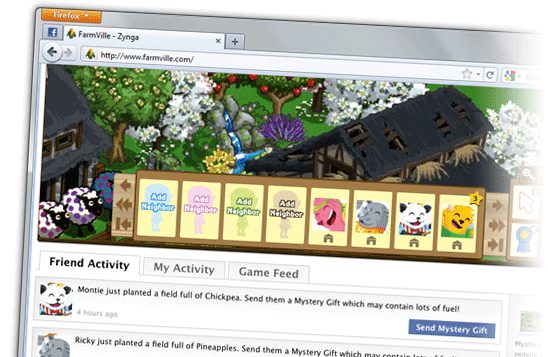 Firefox
FarmVille - Zynga
http://www.farmville.com/
Add Neighbor
Add Neighbor
Add Neighbor
Add Neighbor
Friend Activity
My Activity
Game Feed
Montie just planted a field full of Chickpea. Send them a Mystery Gift which may contain lots of fuel!
4 hours ago
Send Mystery Gift
Ricky just planted a field full of Pineapples. Send them a Mystery Gift which may contain lots of